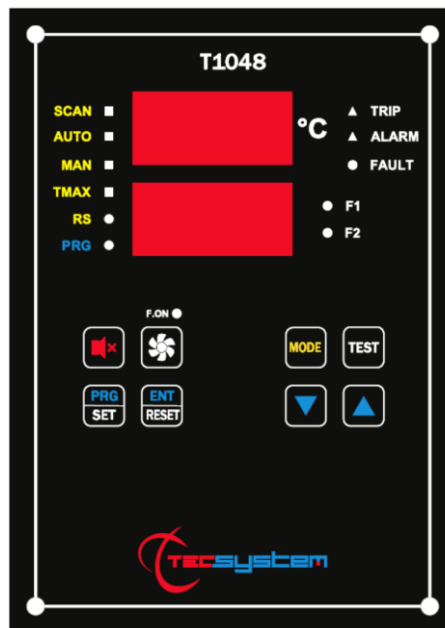 T1048
SCAN
AUTO
MAN
TMAX
RS
PRG
°C
TRIP
ALARM
FAULT
F1
F2
F.ON
MODE
TEST
PRG
SET
ENT
RESET
TECSYSTEM